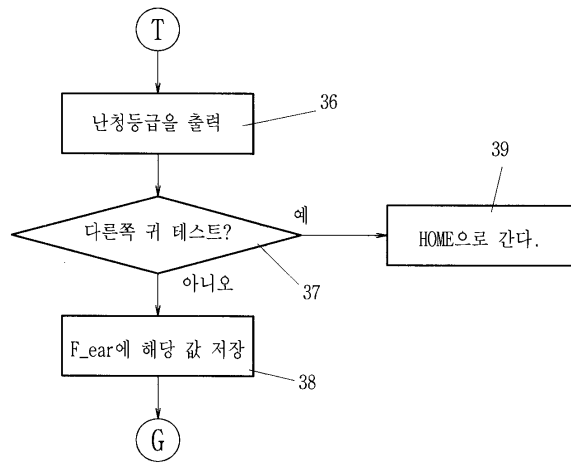 T
난청등급을 출력
36
39
다른쪽 귀 테스트?
예
HOME으로 간다.
아니오
37
F_ear에 해당 값 저장
38
G